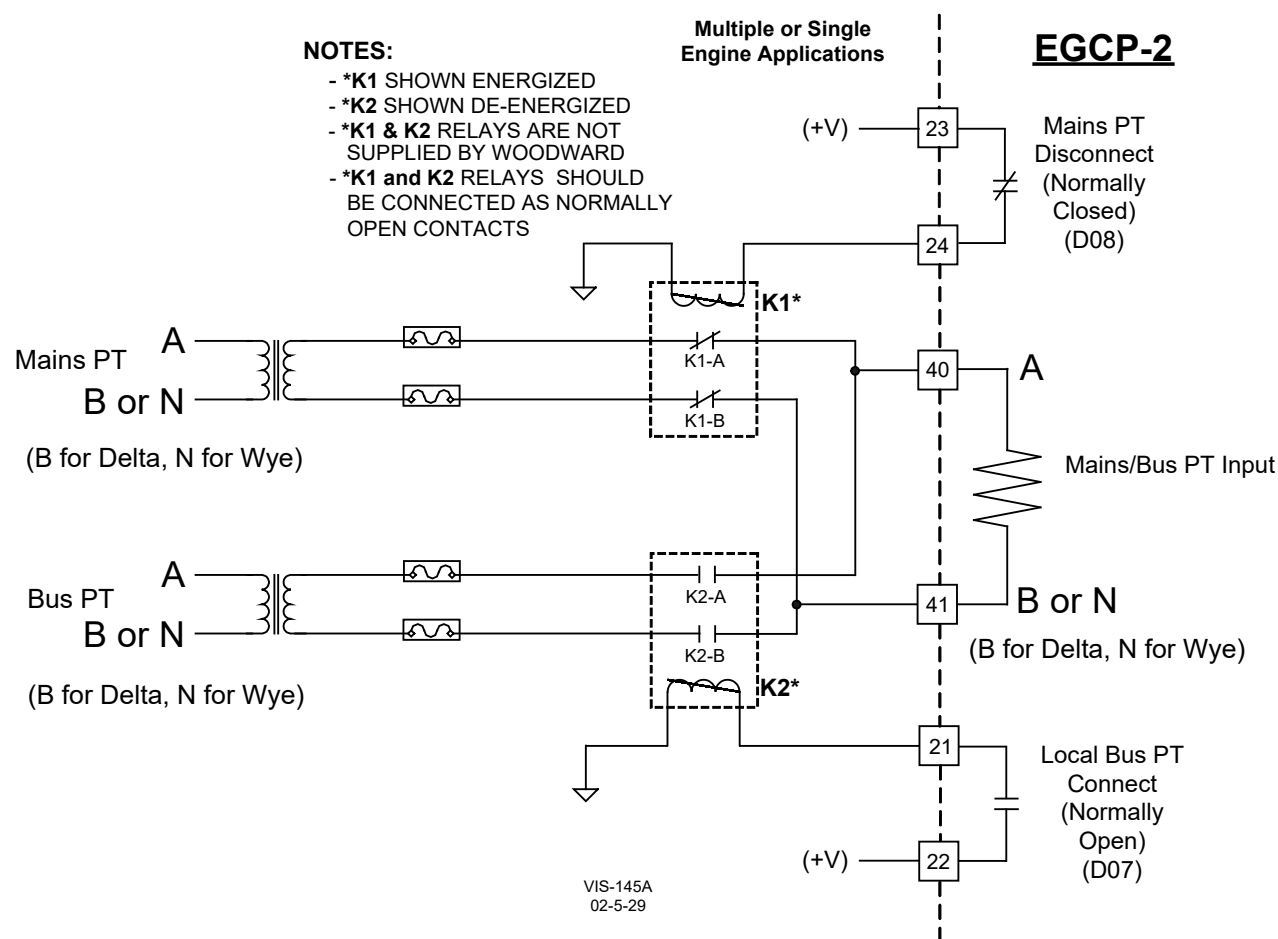 Multiple or Single
Engine Applications
EGCP-2
NOTES:
- *K1 SHOWN ENERGIZED
- *K2 SHOWN DE-ENERGIZED
- *K1 & K2 RELAYS ARE NOT
SUPPLIED BY WOODWARD
- *K1 and K2 RELAYS SHOULD
BE CONNECTED AS NORMALLY
OPEN CONTACTS
(+V)
23
Mains PT
Disconnect
(Normally
Closed)
(D08)
24
K1*
Mains PT
A
B or N
(B for Delta, N for Wye)
K1-A
K1-B
40
A
Mains/Bus PT Input
Bus PT
A
B or N
(B for Delta, N for Wye)
K2-A
K2-B
K2*
41
B or N
(B for Delta, N for Wye)
21
Local Bus PT
Connect
(Normally
Open)
(D07)
(+V)
22
VIS-145A
02-5-29